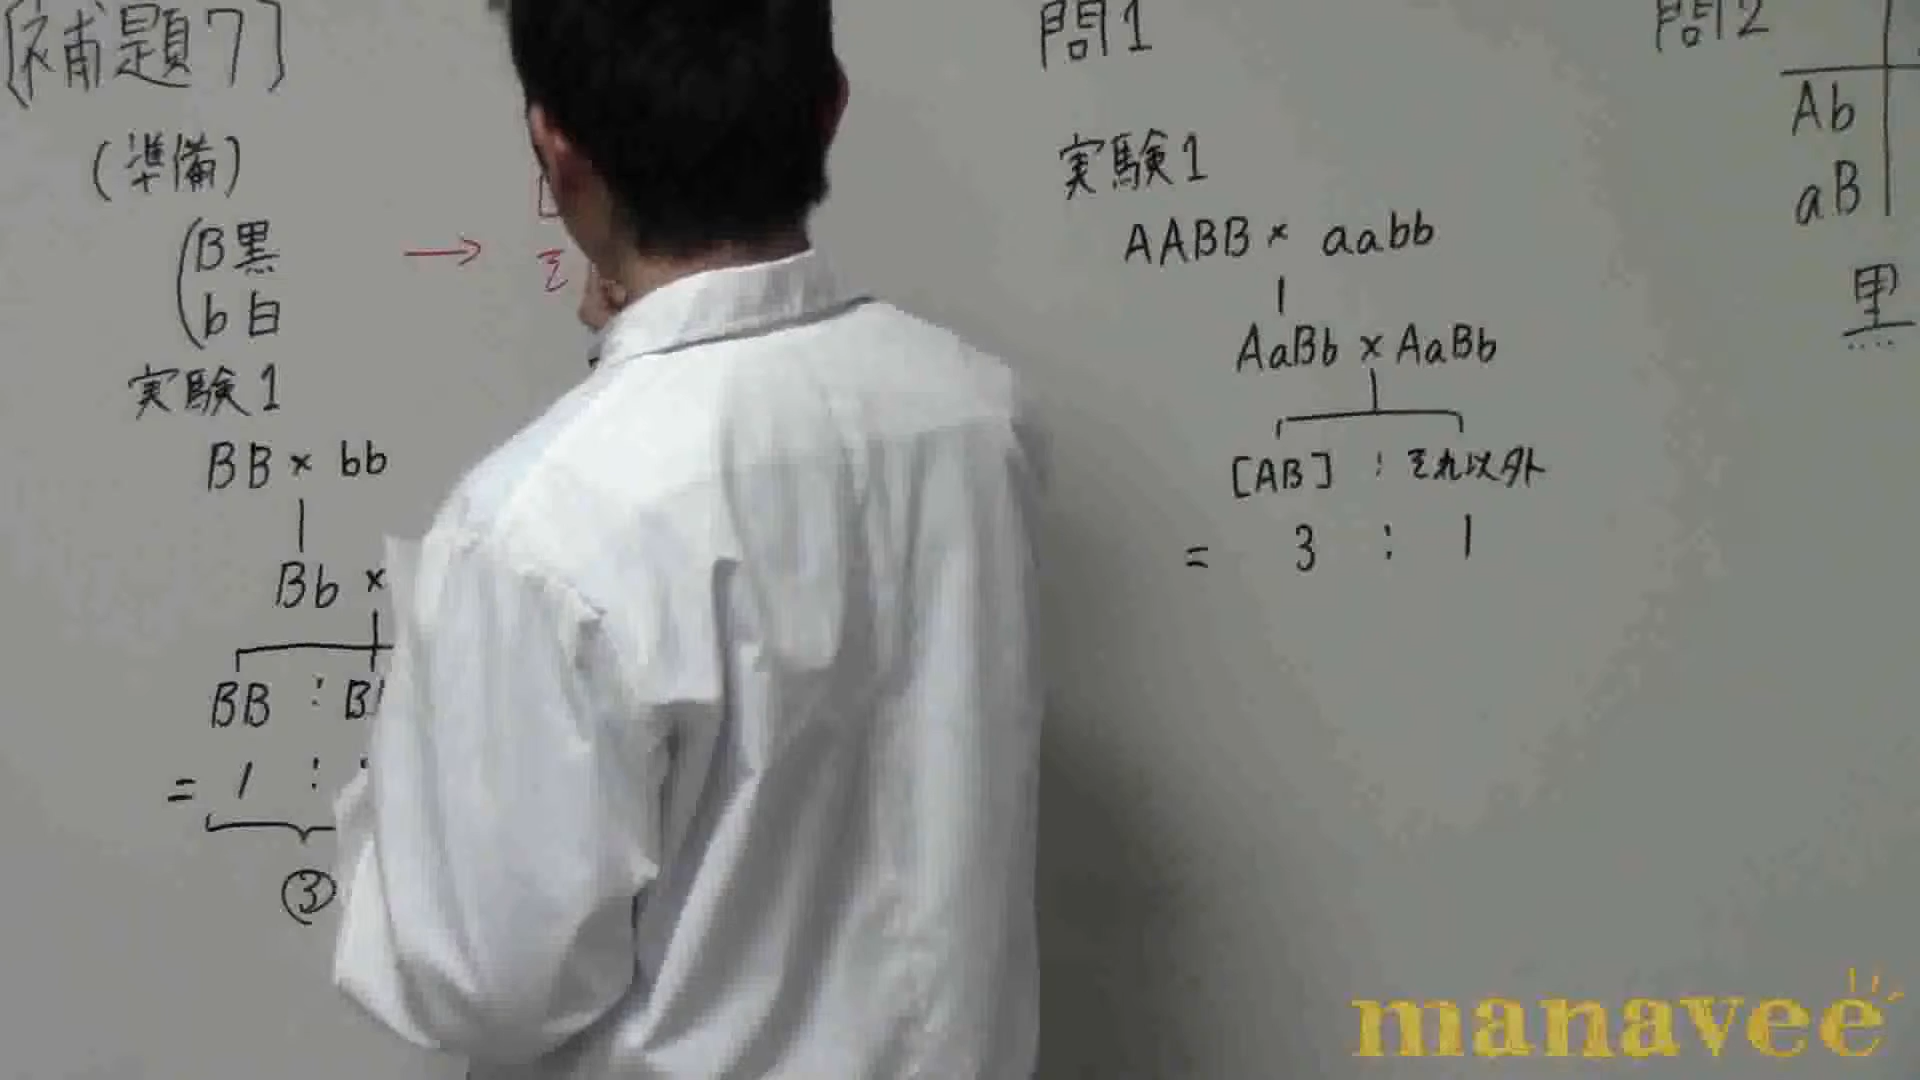 [補題7]
(準備)
B黒 →
b白
実験1
BB × bb
Bb ×
BB :
= 1 :
③
問1
実験1
AABB × aabb
AaBb × AaBb
[AB] : それ以外
= 3 : 1
問2
Ab
aB
黒
manavee